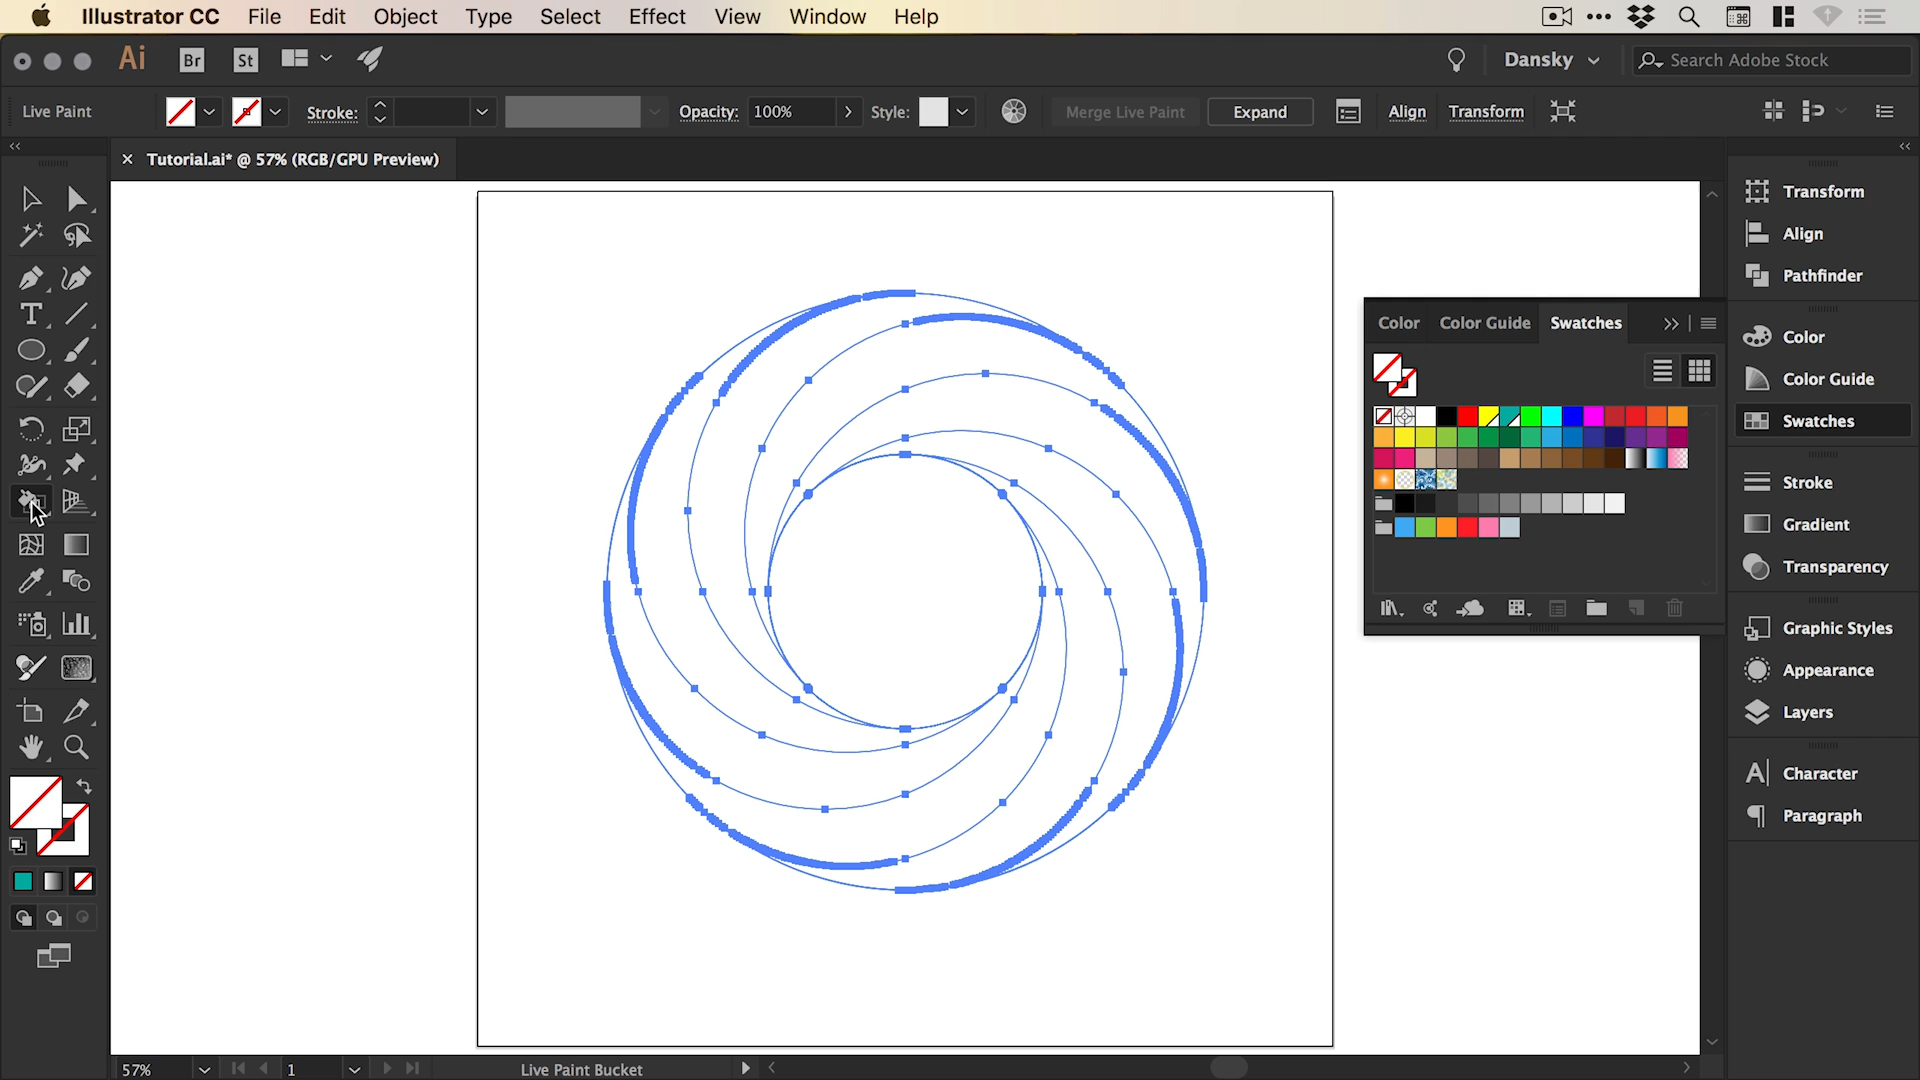 Illustrator CC File Edit Object Type Select Effect View Window Help
Ai Br St Dansky Search Adobe Stock
Live Paint Stroke: Opacity: 100% Style: Merge Live Paint Expand Align Transform
Tutorial.ai* @ 57% (RGB/GPU Preview)
Transform
Align
Pathfinder
Color Color Guide Swatches
Color
Color Guide
Swatches
Stroke
Gradient
Transparency
Graphic Styles
Appearance
Layers
Character
Paragraph
57% 1 Live Paint Bucket